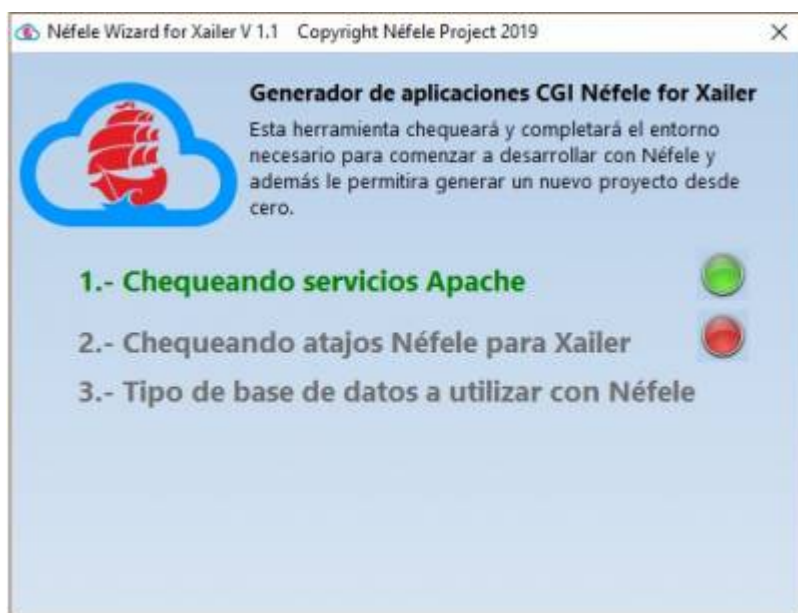 Néfele Wizard for Xailer V 1.1 Copyright Néfele Project 2019
Generador de aplicaciones CGI Néfele for Xailer
Esta herramienta chequeará y completará el entorno
necesario para comenzar a desarrollar con Néfele y
además le permitira generar un nuevo proyecto desde
cero.
1.- Chequeando servicios Apache
2.- Chequeando atajos Néfele para Xailer
3.- Tipo de base de datos a utilizar con Néfele